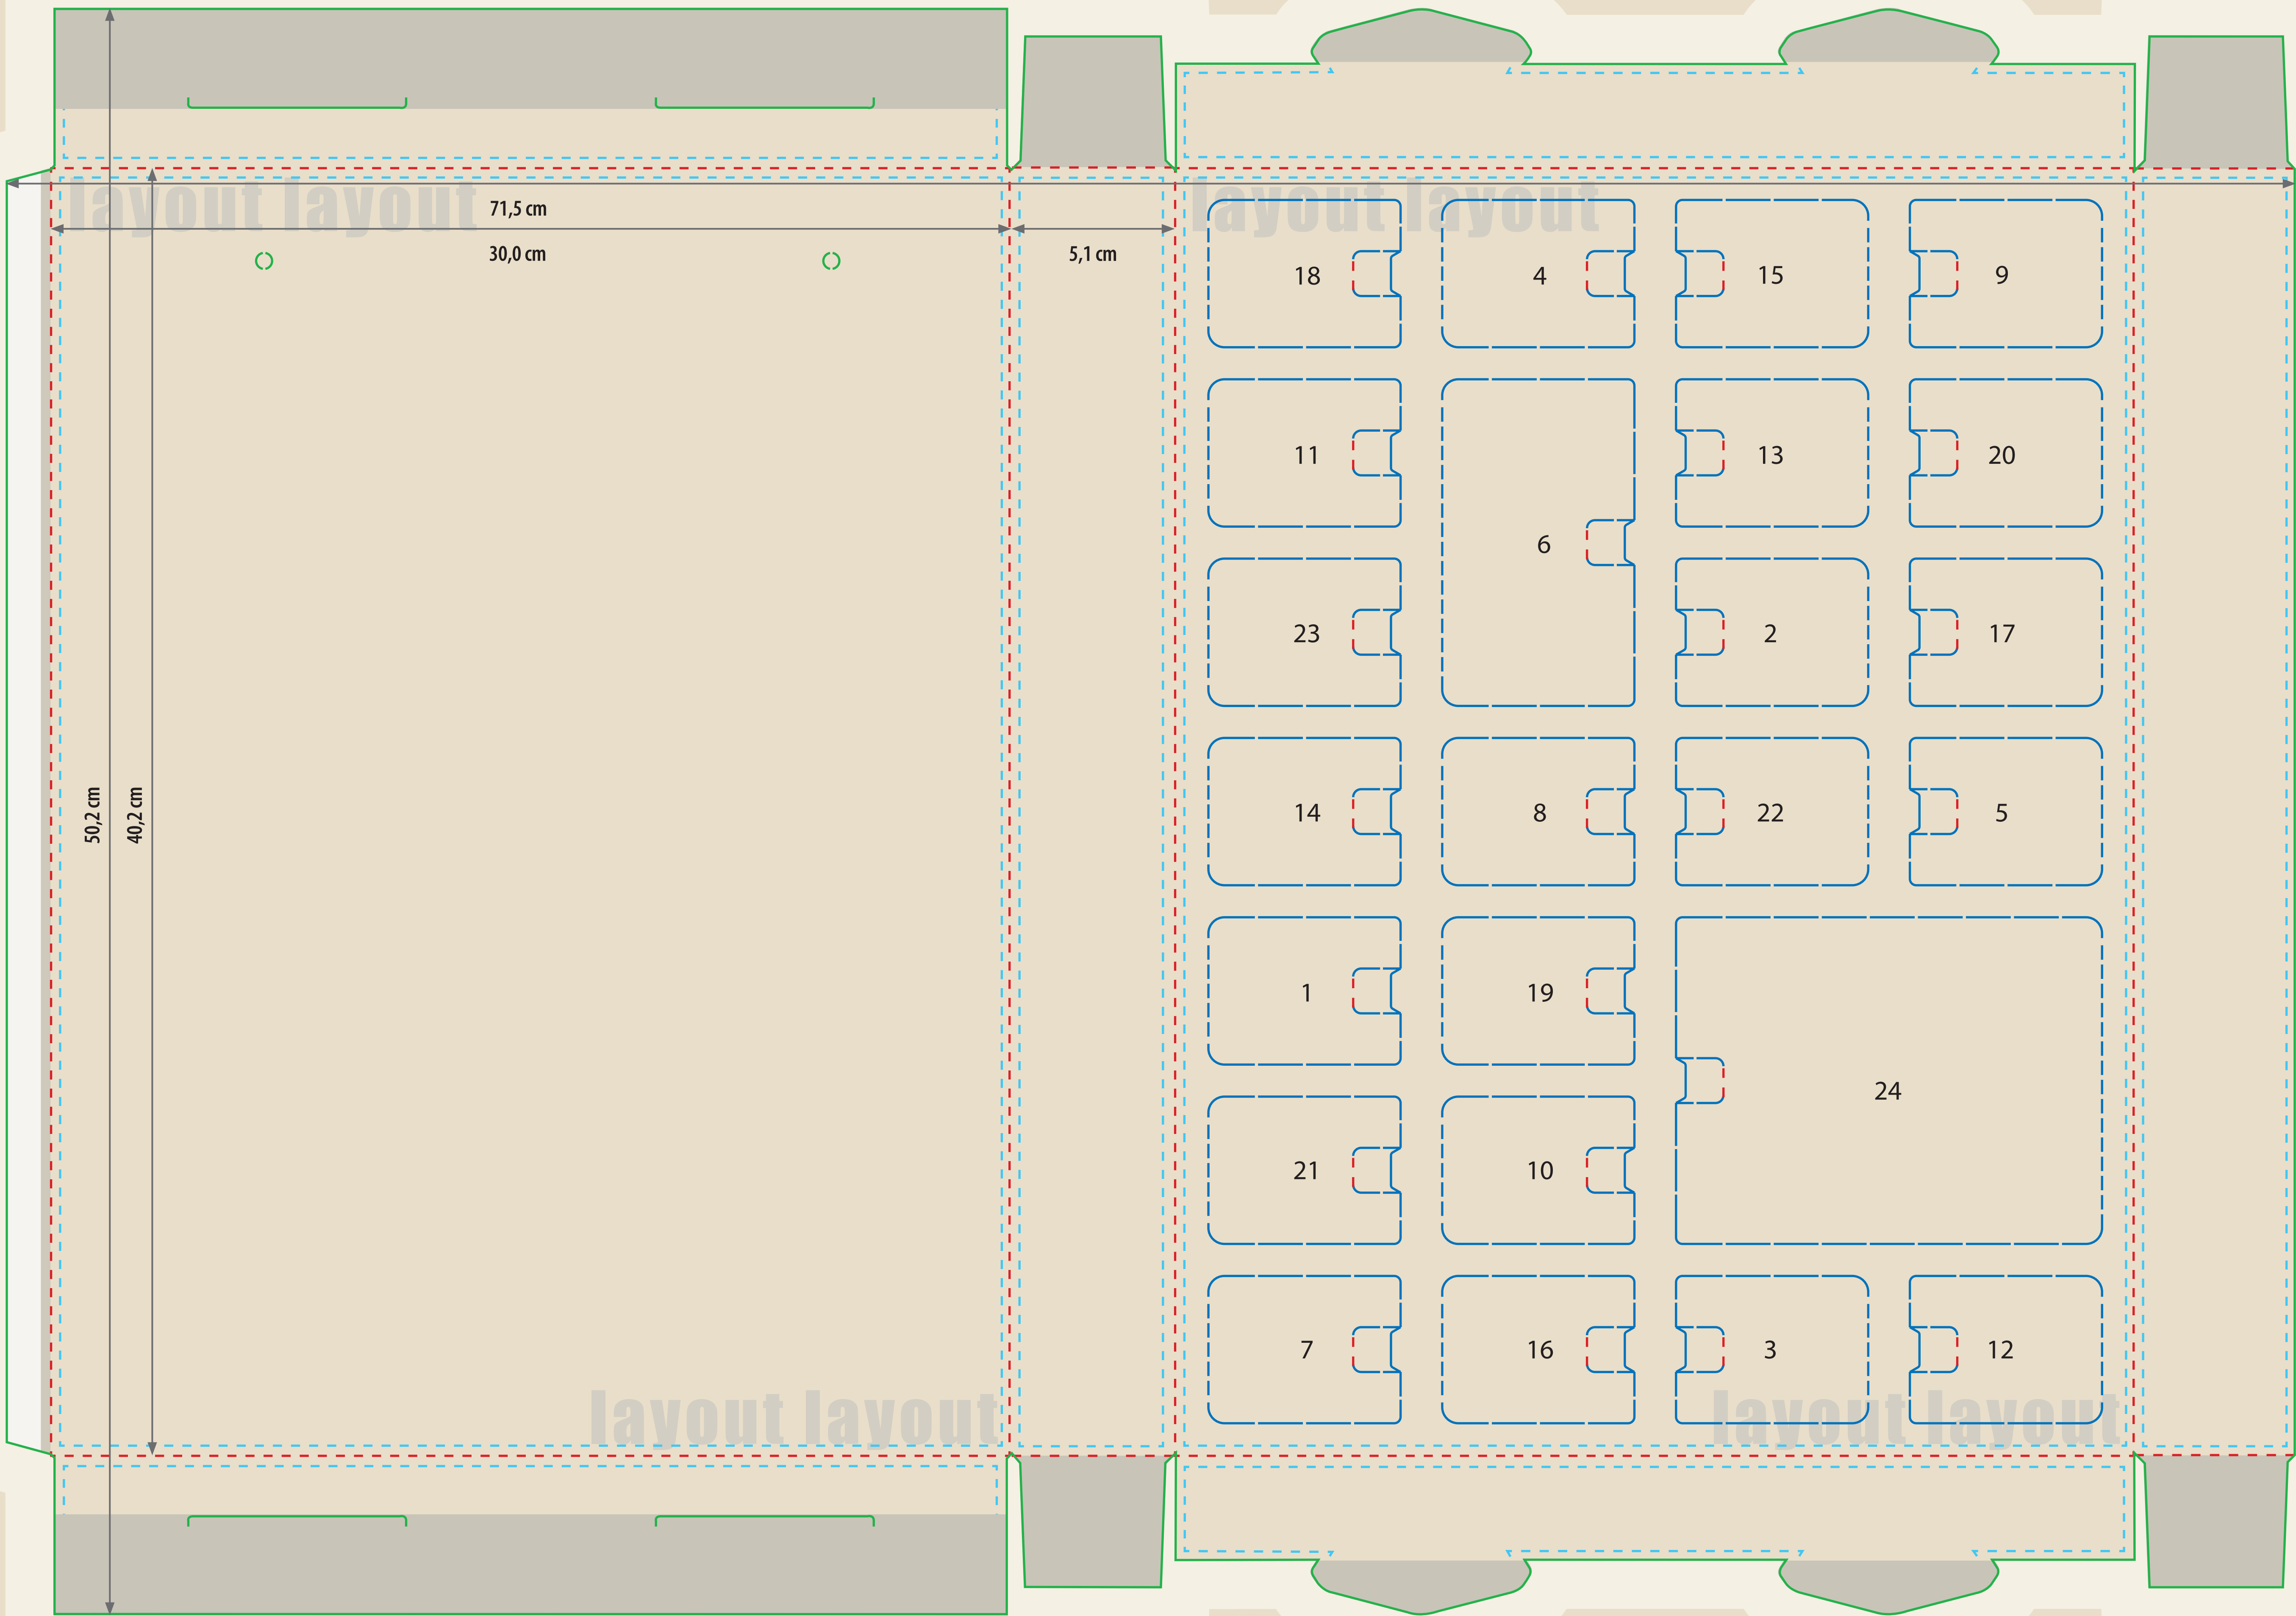 layout layout
layout layout
71,5 cm
30,0 cm
5,1 cm
50,2 cm
40,2 cm
18 4 15 9
11 13 20
6
23 2 17
14 8 22 5
1 19
24
21 10
7 16 3 12
layout layout
layout layout